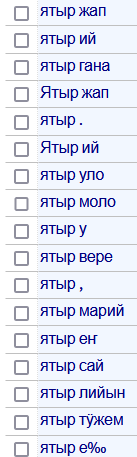 ятыр жап
ятыр ий
ятыр гана
Ятыр жап
ятыр .
Ятыр ий
ятыр уло
ятыр моло
ятыр у
ятыр вере
ятыр ,
ятыр марий
ятыр еҥ
ятыр сай
ятыр лийын
ятыр тӱжем
ятыр е‰